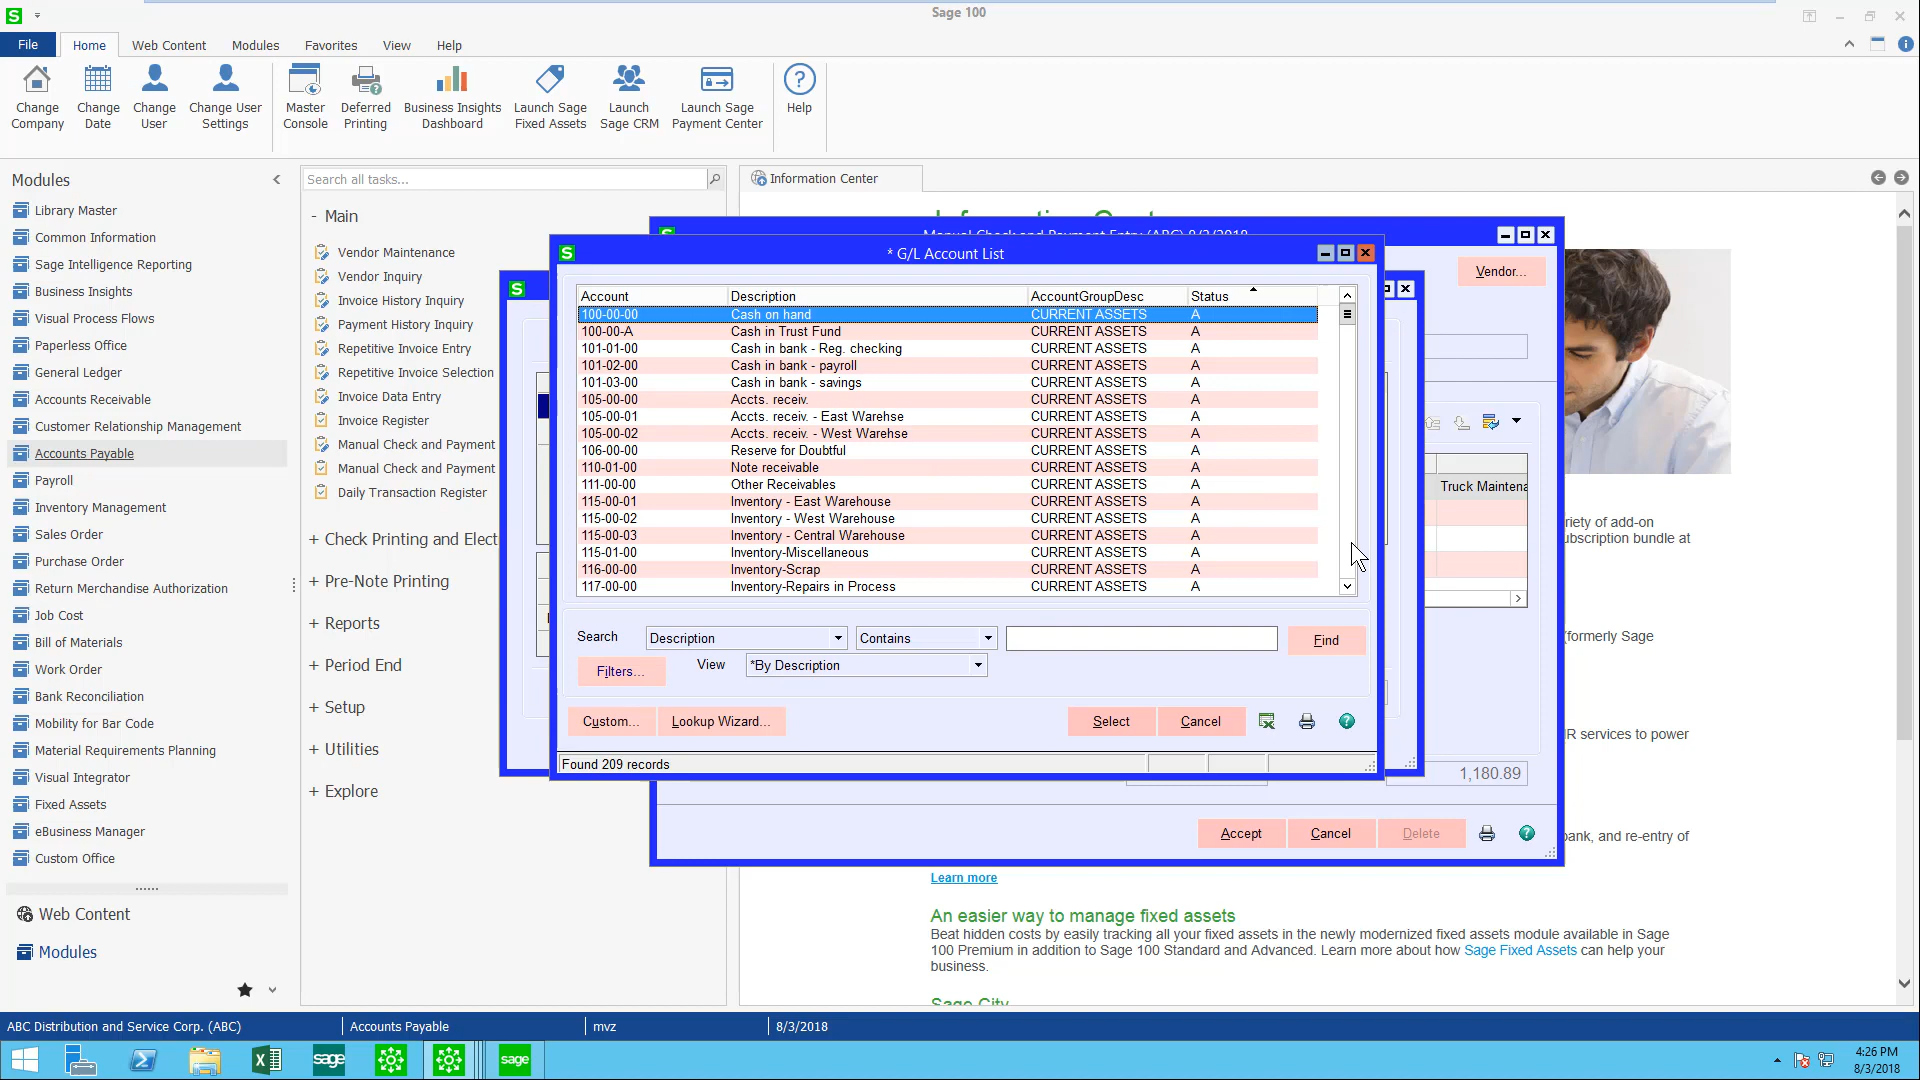 Sage 100
File
Home
Web Content
Modules
Favorites
View
Help
Change Company
Change Date
Change User
Change User Settings
Master Console
Deferred Printing
Business Insights Dashboard
Launch Sage Fixed Assets
Launch Sage CRM
Launch Sage Payment Center
Help
Modules
Library Master
Common Information
Sage Intelligence Reporting
Business Insights
Visual Process Flows
Paperless Office
General Ledger
Accounts Receivable
Customer Relationship Management
Accounts Payable
Payroll
Inventory Management
Sales Order
Purchase Order
Return Merchandise Authorization
Job Cost
Bill of Materials
Work Order
Bank Reconciliation
Mobility for Bar Code
Material Requirements Planning
Visual Integrator
Fixed Assets
eBusiness Manager
Custom Office
Web Content
Modules
Search all tasks...
- Main
Vendor Maintenance
Vendor Inquiry
Invoice History Inquiry
Payment History Inquiry
Repetitive Invoice Entry
Repetitive Invoice Selection
Invoice Data Entry
Invoice Register
Manual Check and Payment
Manual Check and Payment
Daily Transaction Register
+ Check Printing and Elect
+ Pre-Note Printing
+ Reports
+ Period End
+ Setup
+ Utilities
+ Explore
Information Center
Manual Check and Payment Entry (ABC) 8/3/2018
Vendor...
Truck Maintena
1,180.89
Accept
Cancel
Delete
* G/L Account List
Account Description AccountGroupDesc Status
100-00-00 Cash on hand CURRENT ASSETS A
100-00-A Cash in Trust Fund CURRENT ASSETS A
101-01-00 Cash in bank - Reg. checking CURRENT ASSETS A
101-02-00 Cash in bank - payroll CURRENT ASSETS A
101-03-00 Cash in bank - savings CURRENT ASSETS A
105-00-00 Accts. receiv. CURRENT ASSETS A
105-00-01 Accts. receiv. - East Warehse CURRENT ASSETS A
105-00-02 Accts. receiv. - West Warehse CURRENT ASSETS A
106-00-00 Reserve for Doubtful CURRENT ASSETS A
110-01-00 Note receivable CURRENT ASSETS A
111-00-00 Other Receivables CURRENT ASSETS A
115-00-01 Inventory - East Warehouse CURRENT ASSETS A
115-00-02 Inventory - West Warehouse CURRENT ASSETS A
115-00-03 Inventory - Central Warehouse CURRENT ASSETS A
115-01-00 Inventory-Miscellaneous CURRENT ASSETS A
116-00-00 Inventory-Scrap CURRENT ASSETS A
117-00-00 Inventory-Repairs in Process CURRENT ASSETS A
Search Description Contains Find
Filters... View *By Description
Custom... Lookup Wizard... Select Cancel
Found 209 records
riety of add-on
ubscription bundle at
(formerly Sage
HR services to power
bank, and re-entry of
Learn more
An easier way to manage fixed assets
Beat hidden costs by easily tracking all your fixed assets in the newly modernized fixed assets module available in Sage
100 Premium in addition to Sage 100 Standard and Advanced. Learn more about how Sage Fixed Assets can help your
business.
Sage City
ABC Distribution and Service Corp. (ABC)
Accounts Payable
mvz
8/3/2018
sage
sage
4:26 PM
8/3/2018